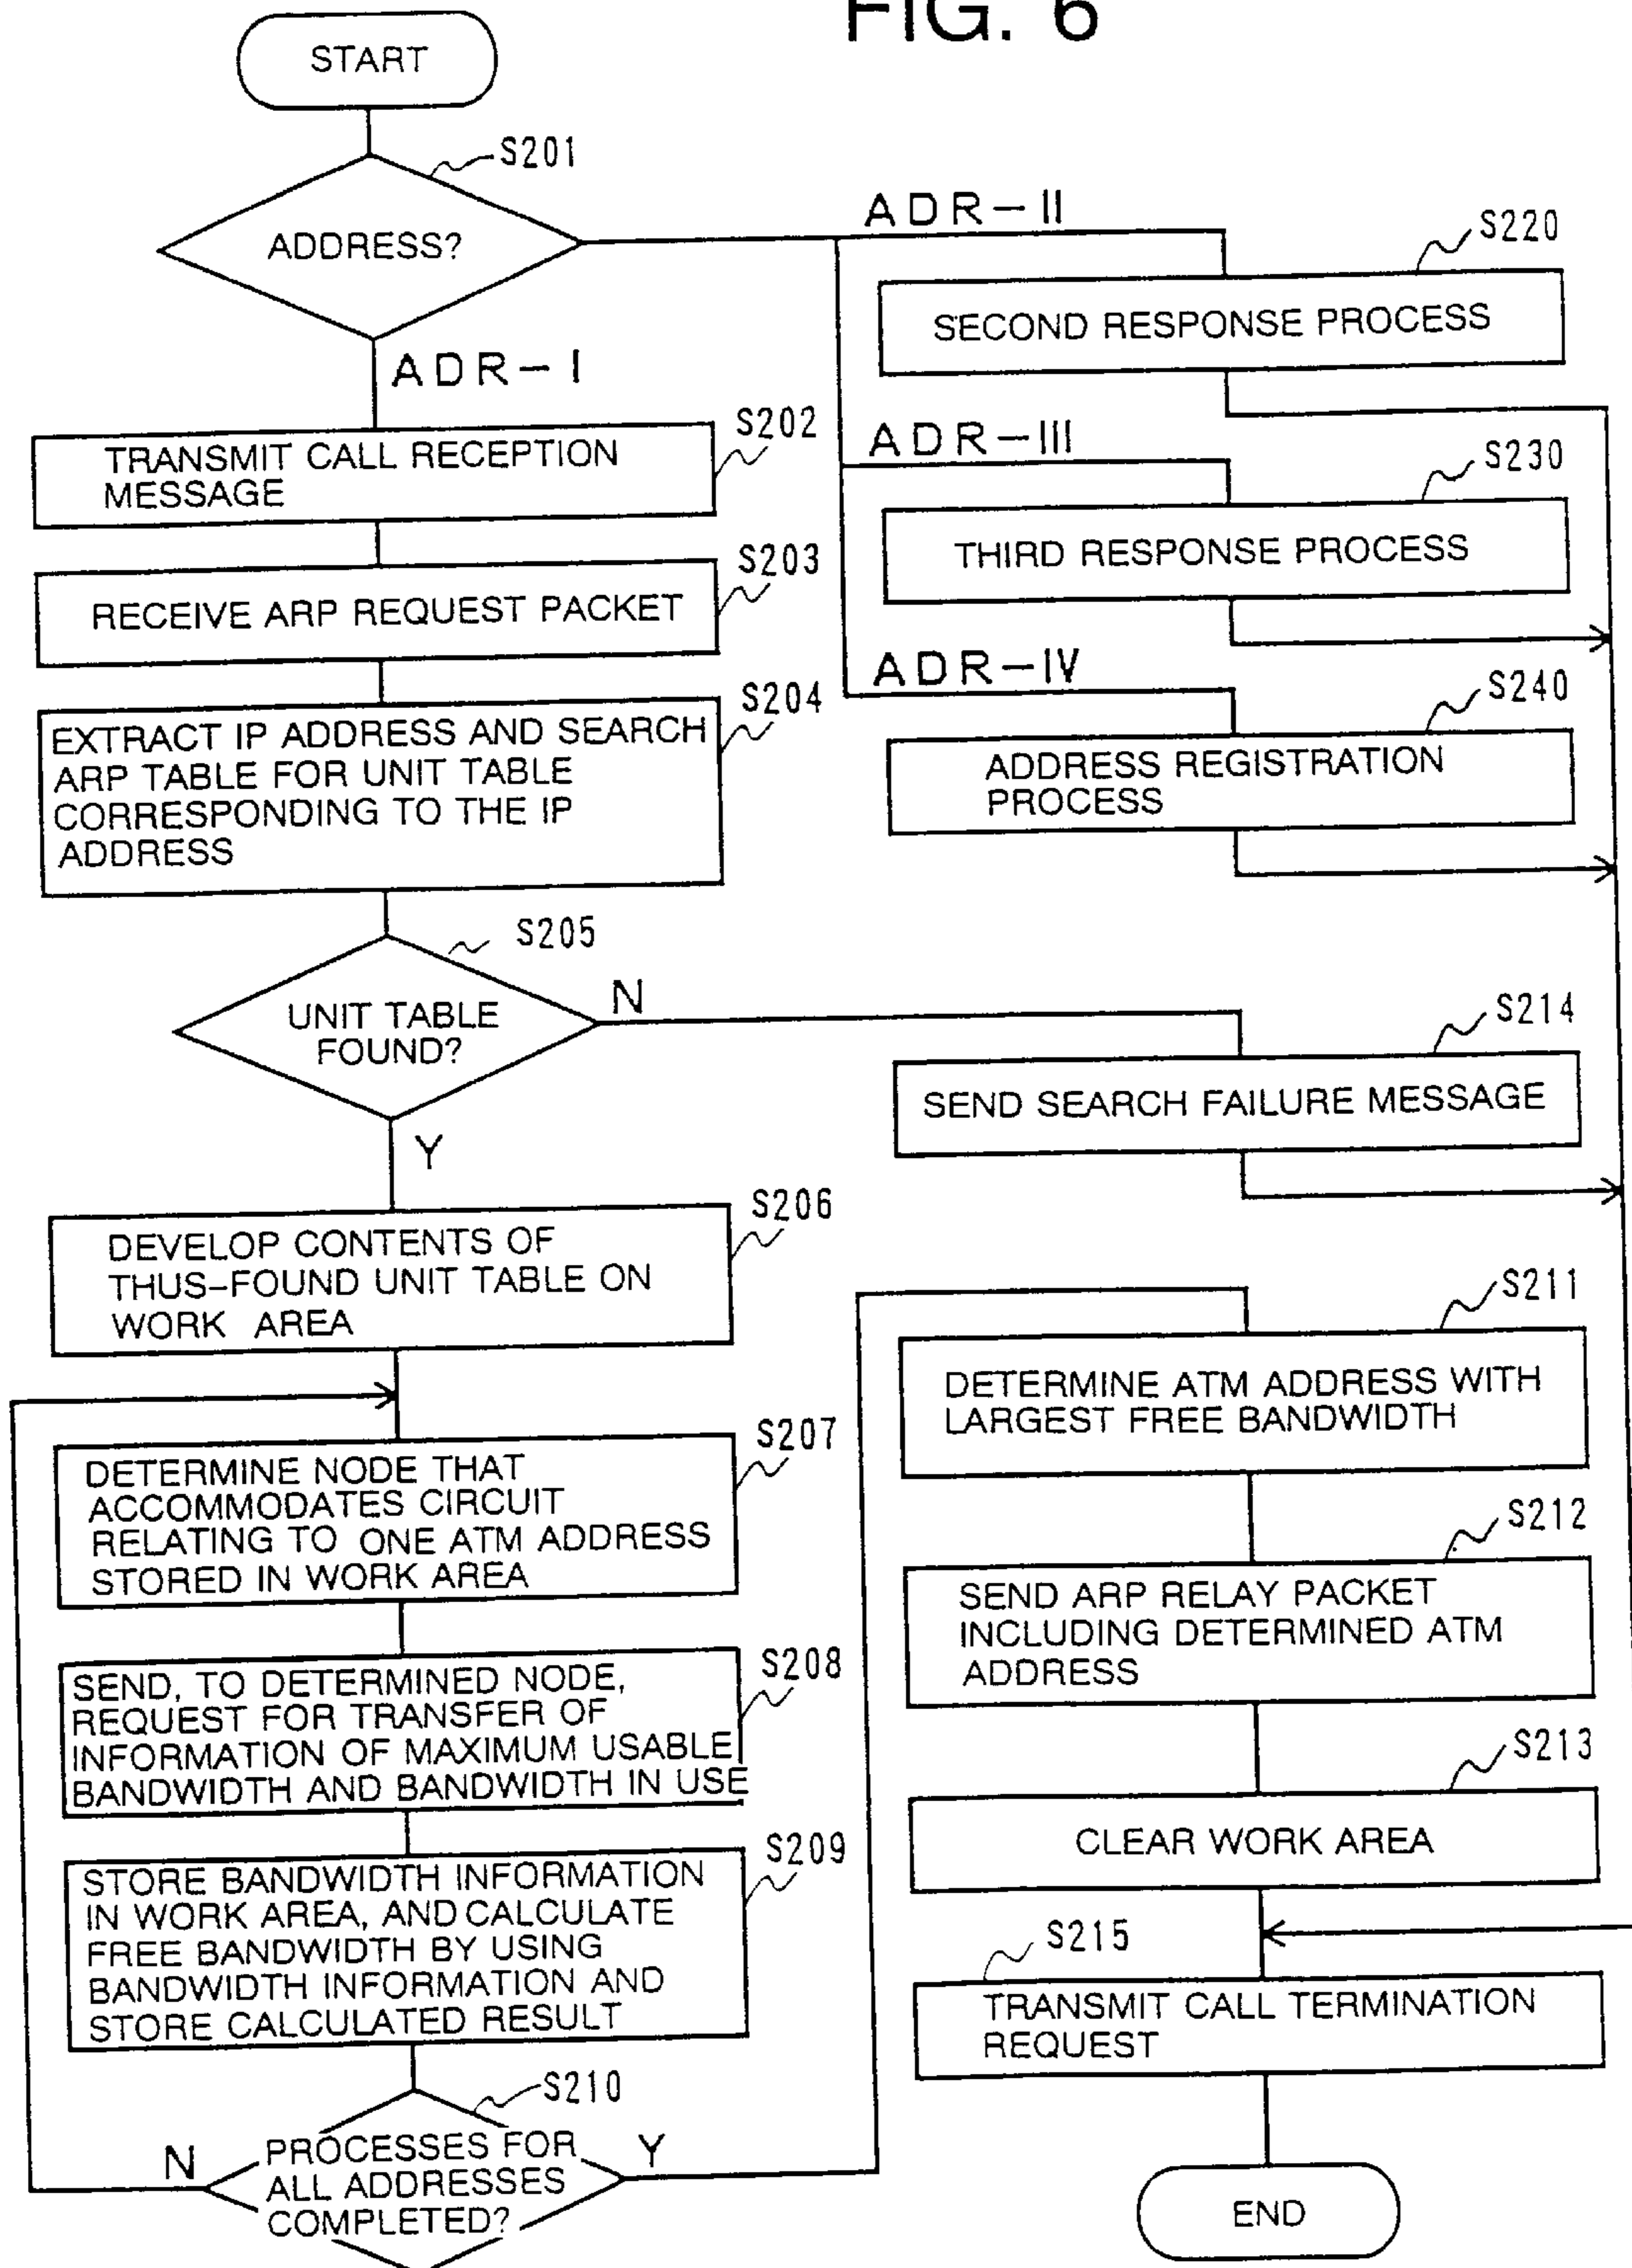 FIG. 6
START
S201
ADDRESS?
ADR-I
S202
TRANSMIT CALL RECEPTION
MESSAGE
S203
RECEIVE ARP REQUEST PACKET
S204
EXTRACT IP ADDRESS AND SEARCH
ARP TABLE FOR UNIT TABLE
CORRESPONDING TO THE IP
ADDRESS
S205
UNIT TABLE
FOUND?
N
Y
S206
DEVELOP CONTENTS OF
THUS-FOUND UNIT TABLE ON
WORK AREA
S207
DETERMINE NODE THAT
ACCOMMODATES CIRCUIT
RELATING TO ONE ATM ADDRESS
STORED IN WORK AREA
S208
SEND, TO DETERMINED NODE,
REQUEST FOR TRANSFER OF
INFORMATION OF MAXIMUM USABLE
BANDWIDTH AND BANDWIDTH IN USE
S209
STORE BANDWIDTH INFORMATION
IN WORK AREA, AND CALCULATE
FREE BANDWIDTH BY USING
BANDWIDTH INFORMATION AND
STORE CALCULATED RESULT
S210
PROCESSES FOR
ALL ADDRESSES
COMPLETED?
N
Y
ADR-II
S220
SECOND RESPONSE PROCESS
ADR-III
S230
THIRD RESPONSE PROCESS
ADR-IV
S240
ADDRESS REGISTRATION
PROCESS
S214
SEND SEARCH FAILURE MESSAGE
S211
DETERMINE ATM ADDRESS WITH
LARGEST FREE BANDWIDTH
S212
SEND ARP RELAY PACKET
INCLUDING DETERMINED ATM
ADDRESS
S213
CLEAR WORK AREA
S215
TRANSMIT CALL TERMINATION
REQUEST
END